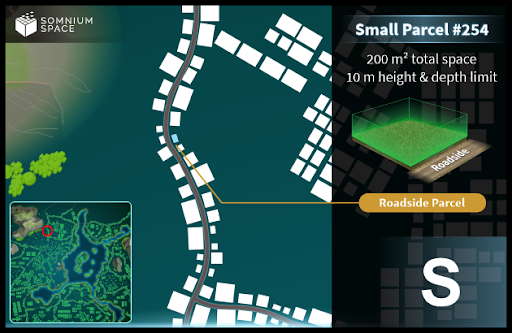 SOMNIUM
SPACE
Small Parcel #254
200 m² total space
10 m height & depth limit
Roadside
Roadside Parcel
S